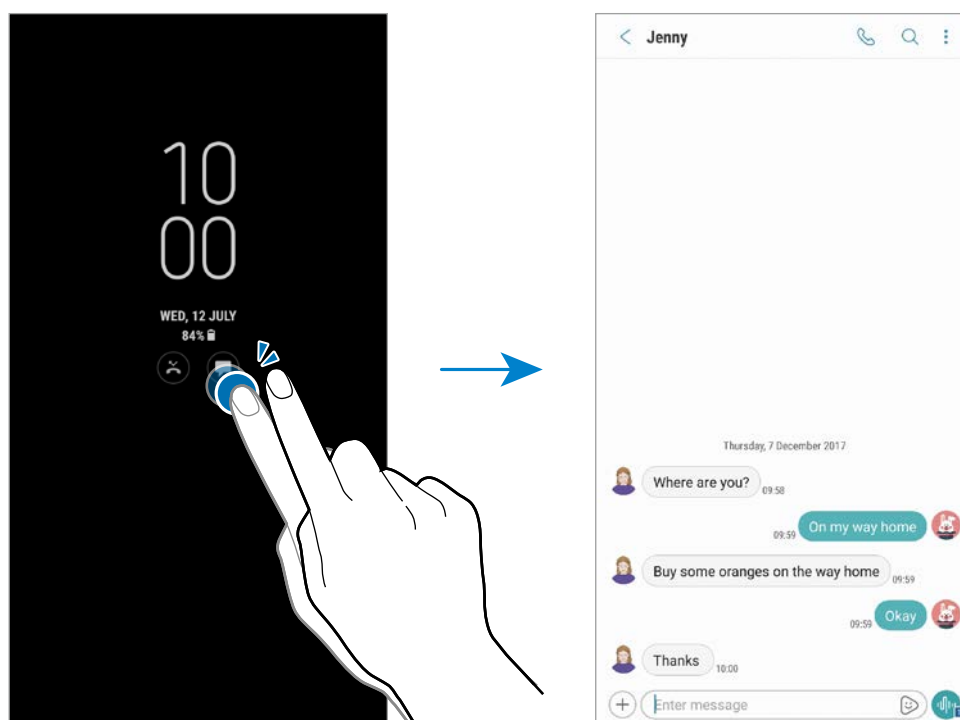 10
00
WED, 12 JULY
84%
Jenny
Thursday, 7 December 2017
Where are you?
09:58
09:59
On my way home
Buy some oranges on the way home
09:59
09:59
Okay
Thanks
10:00
Enter message